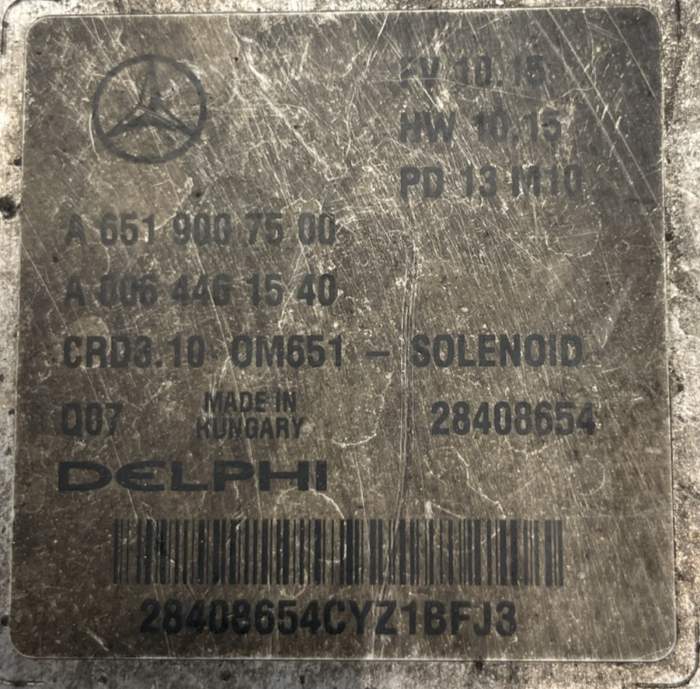 EV 10.15
HW 10.15
PD 13 M10
A 651 900 75 00
A 006 446 15 40
CRD3.10 OM651 - SOLENOID
Q07 MADE IN HUNGARY 28408654
DELPHI
28408654CYZ1BFJ3